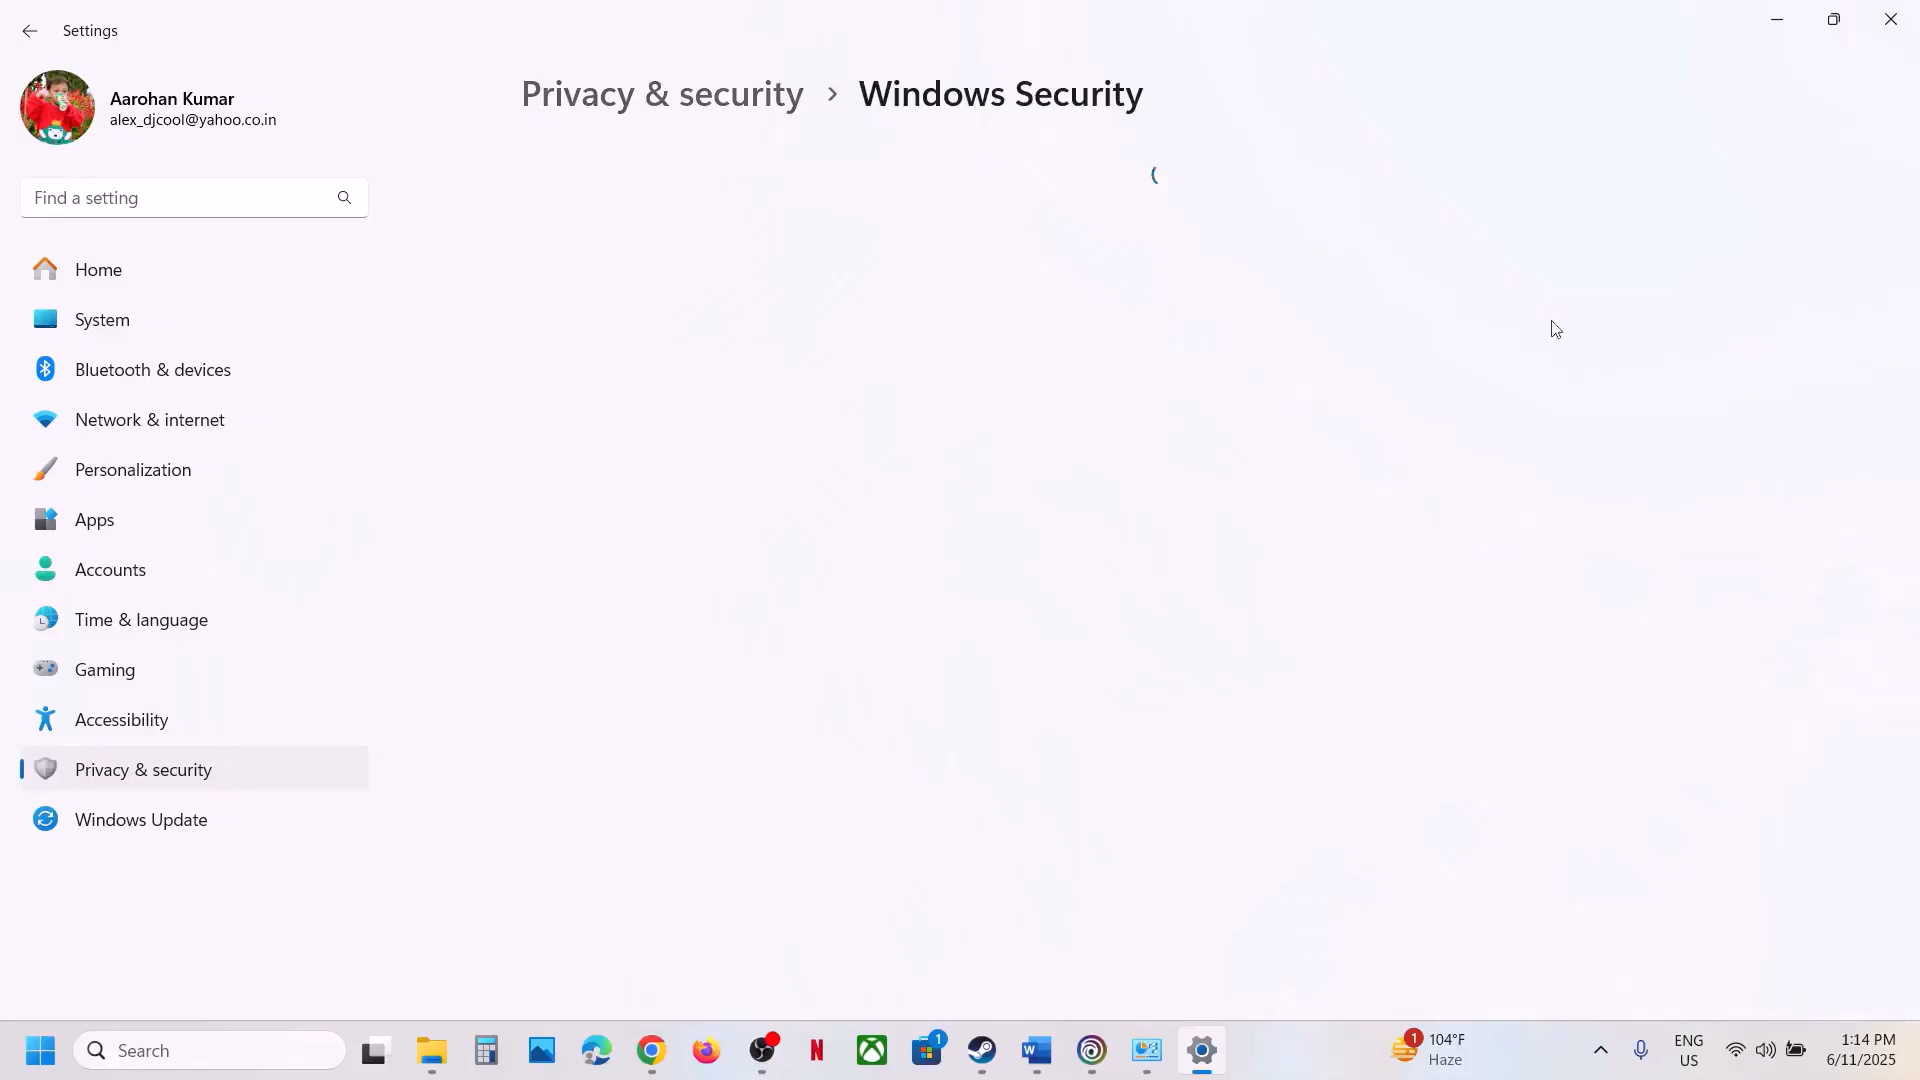 Settings
Aarohan Kumar
alex_djcool@yahoo.co.in
Privacy & security > Windows Security
Find a setting
Home
System
Bluetooth & devices
Network & internet
Personalization
Apps
Accounts
Time & language
Gaming
Accessibility
Privacy & security
Windows Update
Search
1
1
104°F
Haze
ENG
US
1:14 PM
6/11/2025